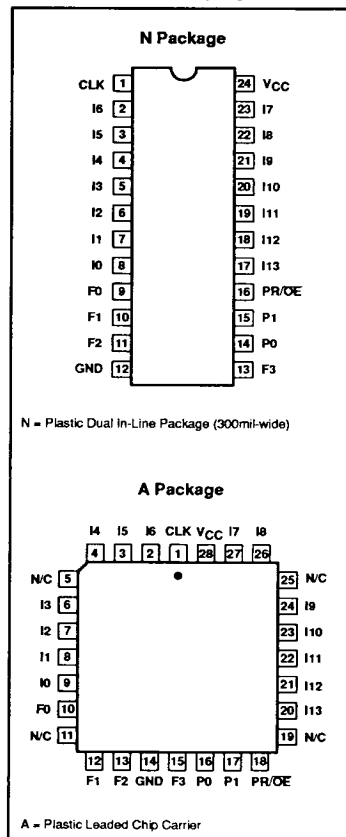 N Package
CLK 1 24 VCC
I6 2 23 I7
I5 3 22 I8
I4 4 21 I9
I3 5 20 I10
I2 6 19 I11
I1 7 18 I12
I0 8 17 I13
F0 9 16 PR/OE
F1 10 15 P1
F2 11 14 P0
GND 12 13 F3
N = Plastic Dual In-Line Package (300mil-wide)
A Package
I4 I5 I6 CLK VCC I7 I8
4 3 2 1 28 27 26
N/C 5 25 N/C
I3 6 24 I9
I2 7 23 I10
I1 8 22 I11
I0 9 21 I12
F0 10 20 I13
N/C 11 19 N/C
12 13 14 15 16 17 18
F1 F2 GND F3 P0 P1 PR/OE
A = Plastic Leaded Chip Carrier